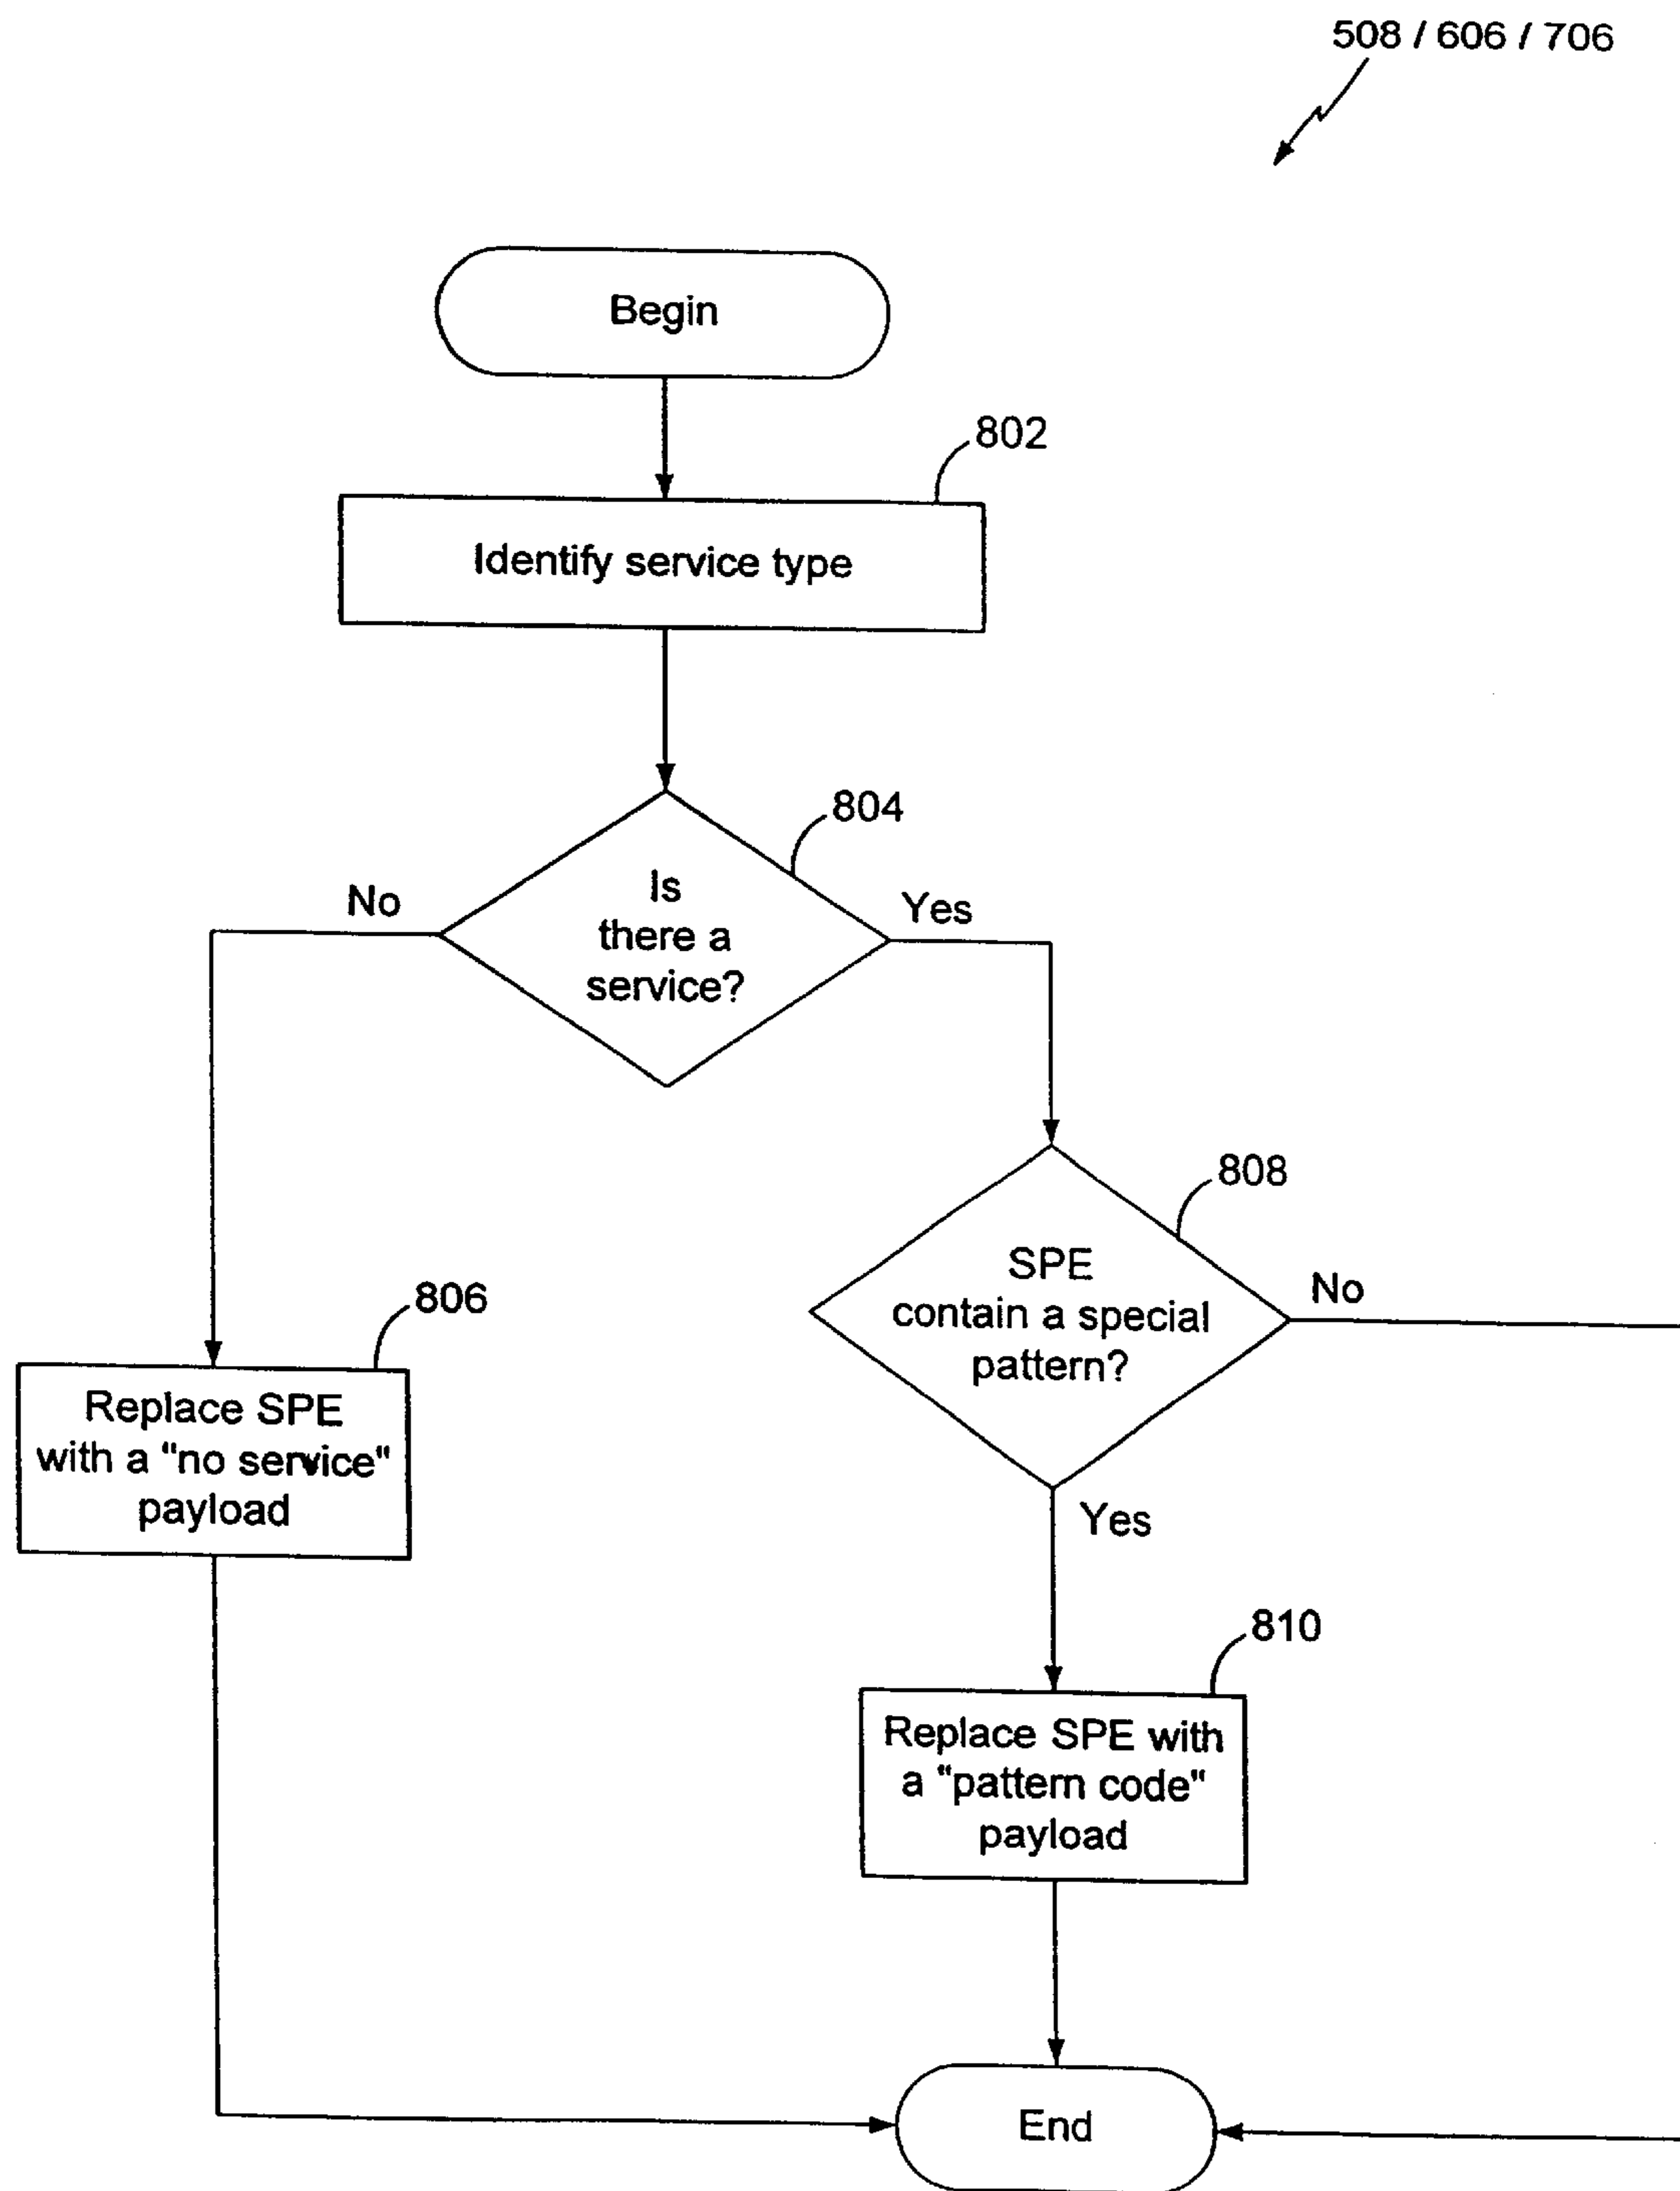 508 / 606 / 706
Begin
802
Identify service type
804
Is
there a
service?
No
Yes
808
SPE
contain a special
pattern?
No
806
Replace SPE
with a "no service"
payload
Yes
810
Replace SPE with
a "pattern code"
payload
End